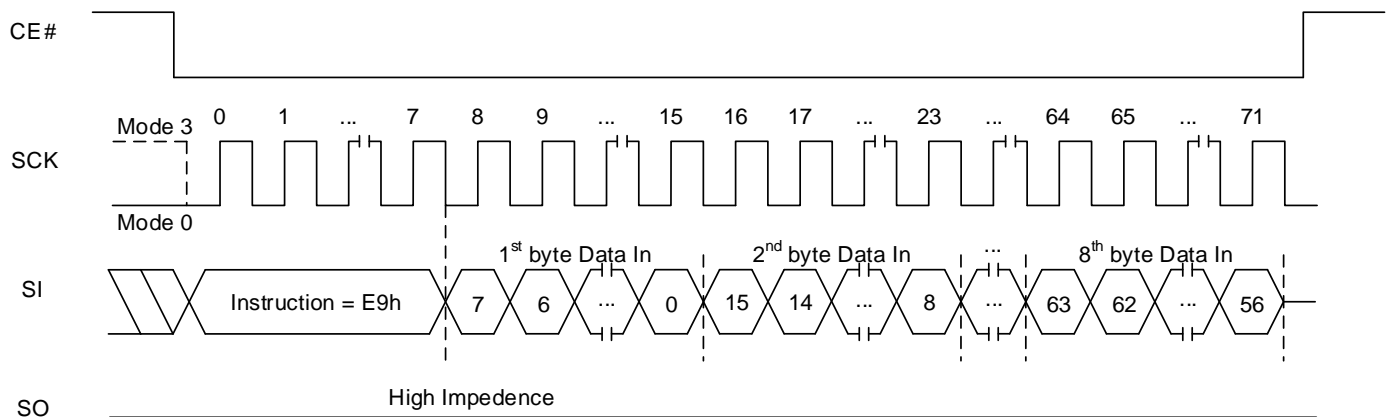 CE#
SCK
Mode 3
Mode 0
0 1 ... 7 8 9 ... 15 16 17 ... 23 ... 64 65 ... 71
SI
1st byte Data In 2nd byte Data In ... 8th byte Data In
Instruction = E9h 7 6 ... 0 15 14 ... 8 ... 63 62 ... 56
SO
High Impedence